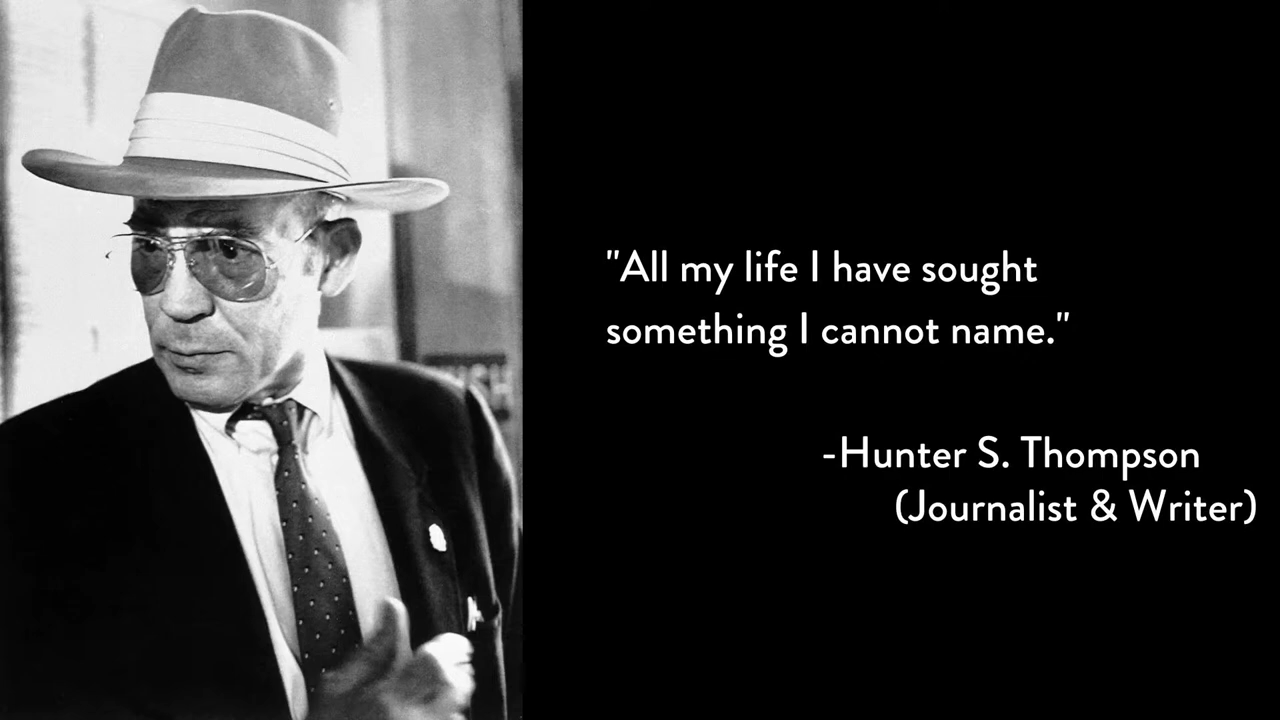 "All my life I have sought
something I cannot name."
-Hunter S. Thompson
(Journalist & Writer)